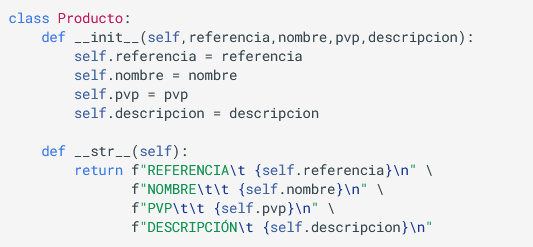 class Producto:
    def __init__(self,referencia,nombre,pvp,descripcion):
        self.referencia = referencia
        self.nombre = nombre
        self.pvp = pvp
        self.descripcion = descripcion

    def __str__(self):
        return f"REFERENCIA\t {self.referencia}\n" \
               f"NOMBRE\t\t {self.nombre}\n" \
               f"PVP\t\t {self.pvp}\n" \
               f"DESCRIPCIÓN\t {self.descripcion}\n"